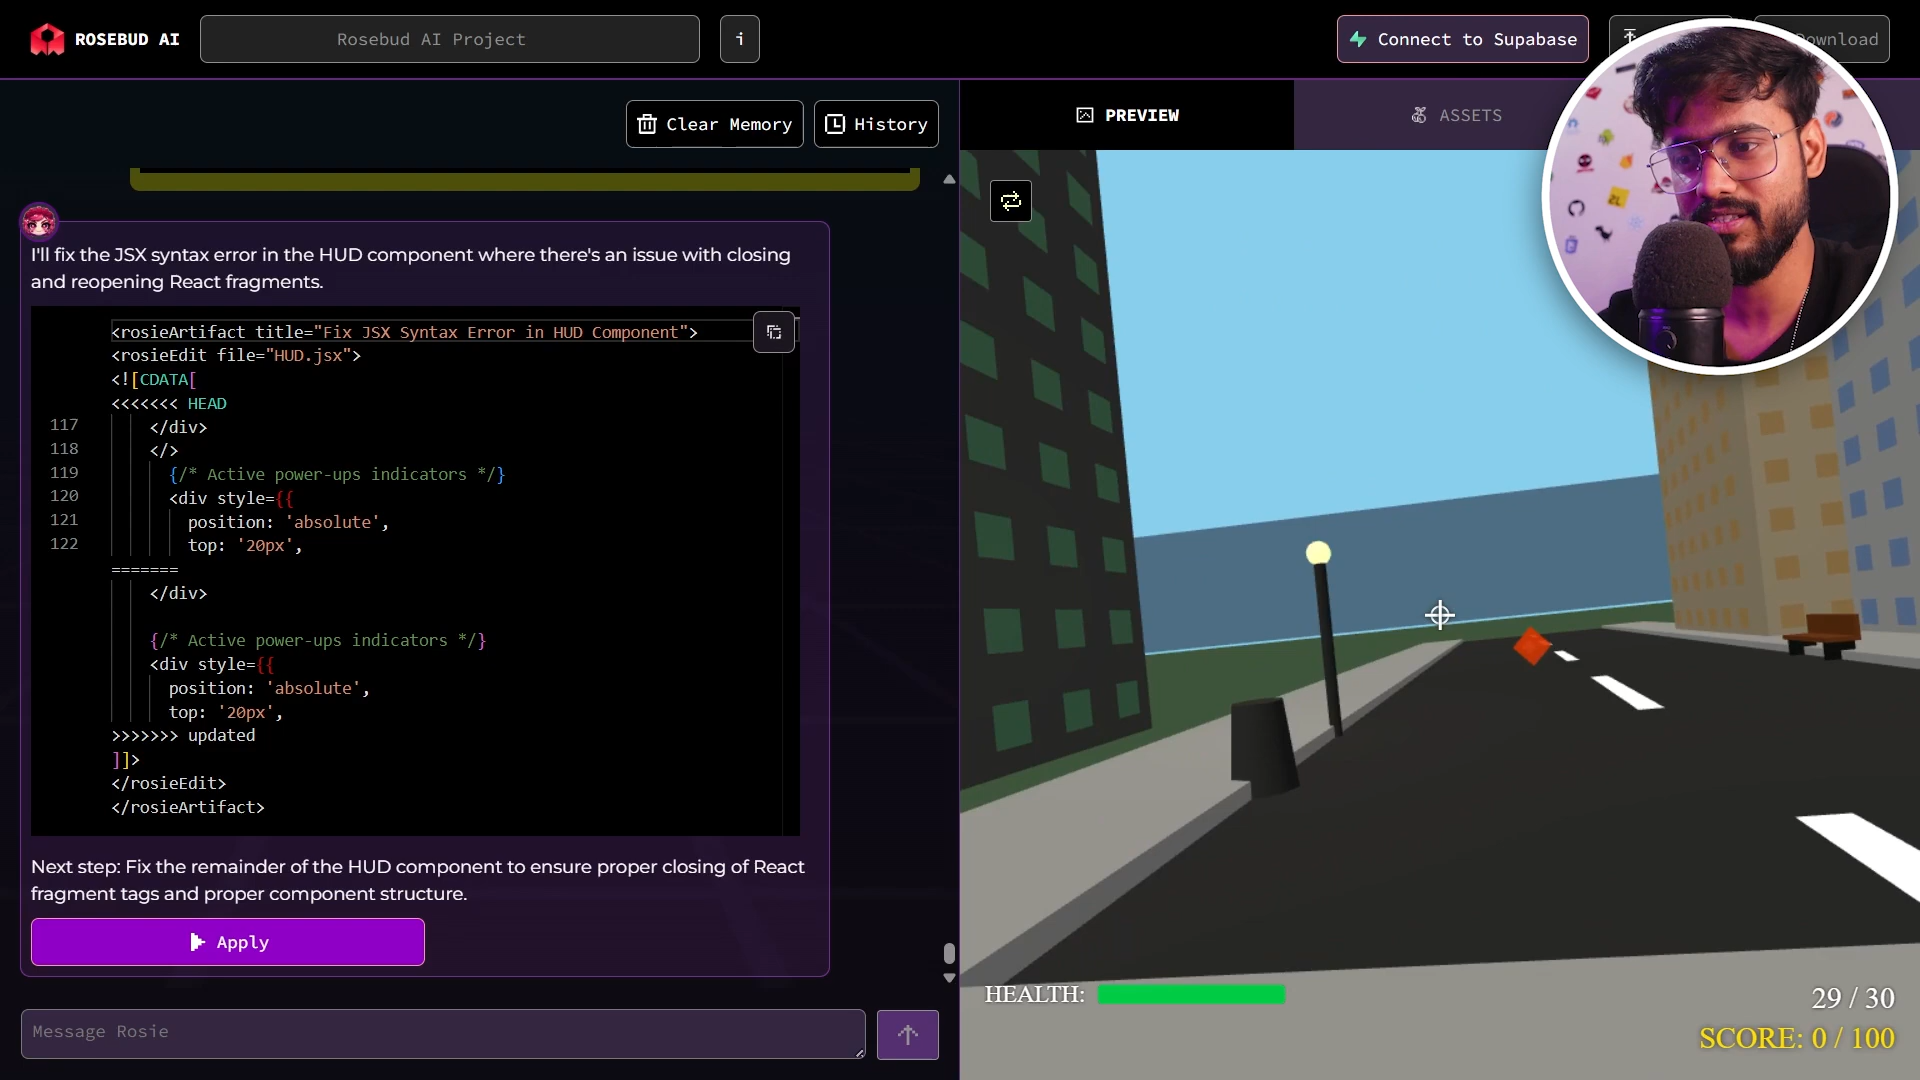 ROSEBUD AI
Rosebud AI Project
i
Connect to Supabase
ownload
Clear Memory
History
PREVIEW
ASSETS
I'll fix the JSX syntax error in the HUD component where there's an issue with closing
and reopening React fragments.
<rosieArtifact title="Fix JSX Syntax Error in HUD Component">
<rosieEdit file="HUD.jsx">
<![CDATA[
<<<<<<< HEAD
117 </div>
118 </>
119 {/* Active power-ups indicators */}
120 <div style={{
121 position: 'absolute',
122 top: '20px',
=======
</div>
{/* Active power-ups indicators */}
<div style={{
position: 'absolute',
top: '20px',
>>>>>>> updated
]]>
</rosieEdit>
</rosieArtifact>
Next step: Fix the remainder of the HUD component to ensure proper closing of React
fragment tags and proper component structure.
Apply
Message Rosie
HEALTH:
29 / 30
SCORE: 0 / 100